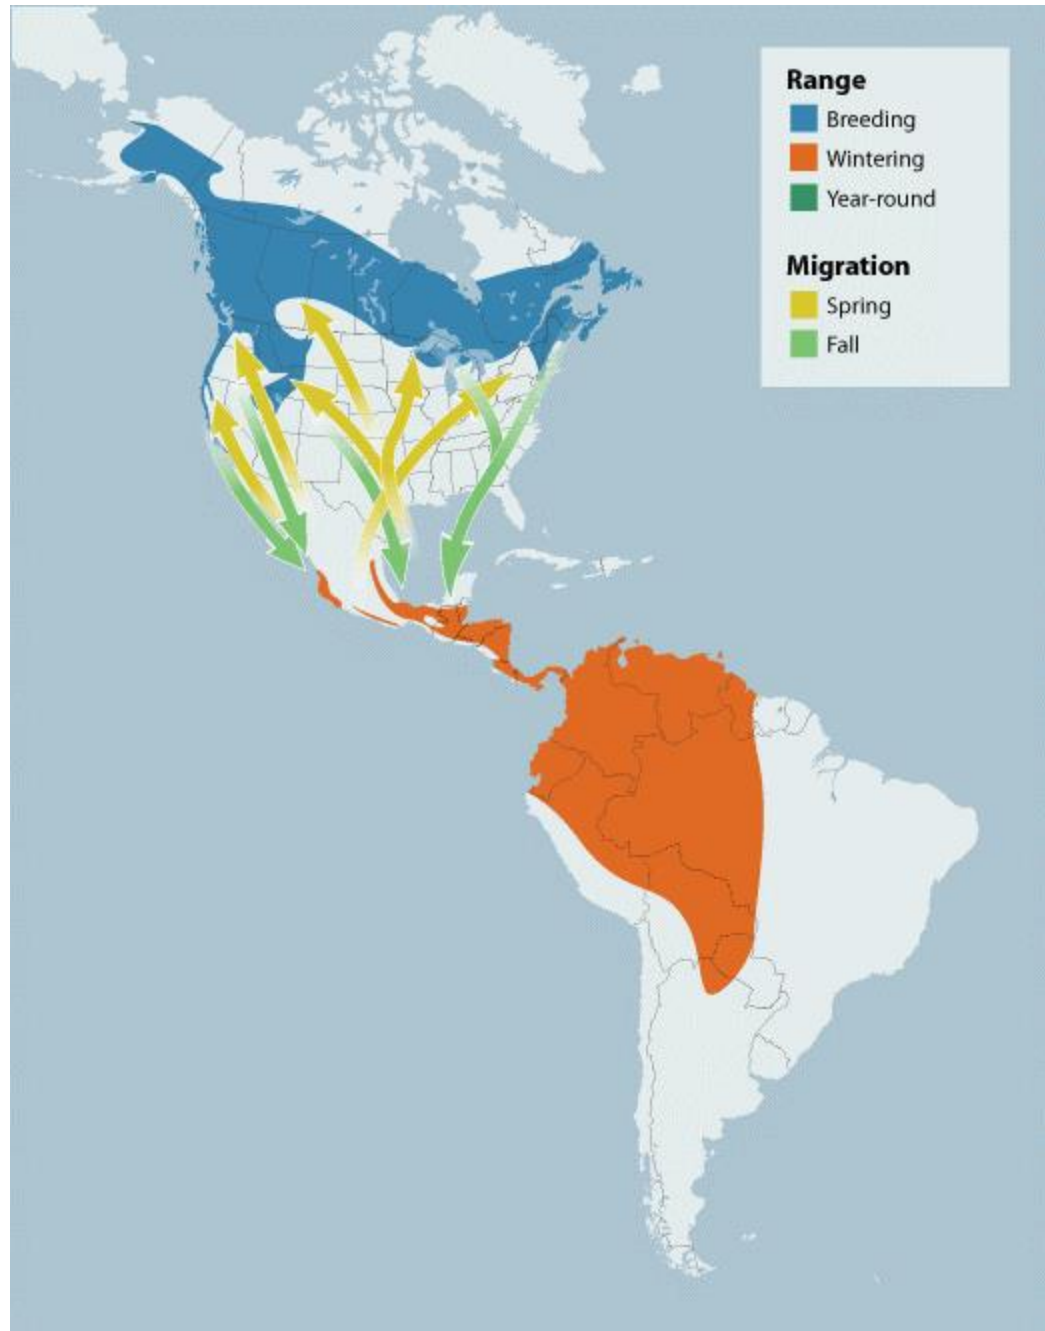 Range
Breeding
Wintering
Year-round
Migration
Spring
Fall